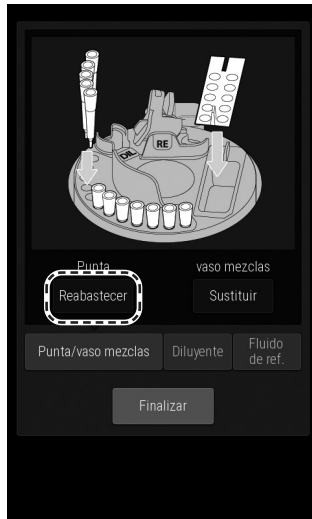 RE
DIL
Punta
vaso mezclas
Reabastecer
Sustituir
Punta/vaso mezclas
Diluyente
Fluido
de ref.
Finalizar